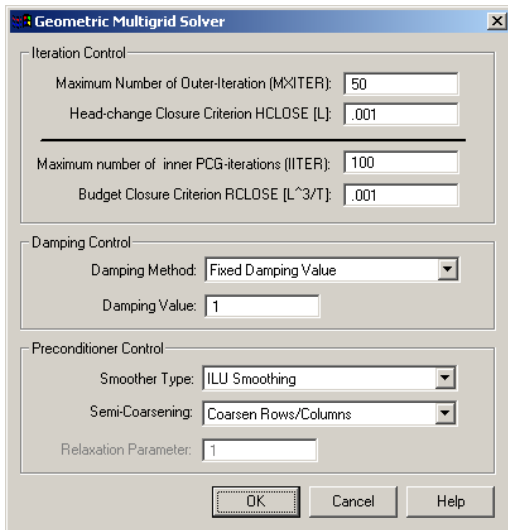 Geometric Multigrid Solver
Iteration Control
Maximum Number of Outer-Iteration (MXITER): 50
Head-change Closure Criterion HCLOSE [L]: .001
Maximum number of inner PCG-iterations (IITER): 100
Budget Closure Criterion RCLOSE [L^3/T]: .001
Damping Control
Damping Method: Fixed Damping Value
Damping Value: 1
Preconditioner Control
Smoother Type: ILU Smoothing
Semi-Coarsening: Coarsen Rows/Columns
Relaxation Parameter: 1
OK Cancel Help